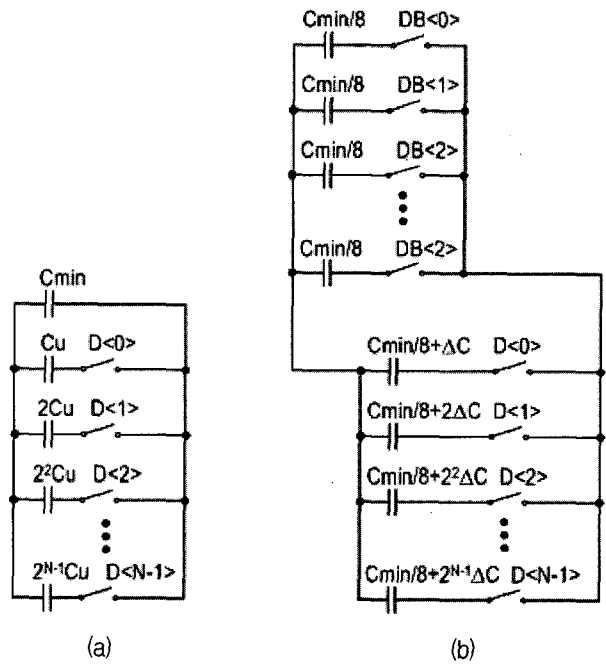 Cmin
Cu D<0>
2Cu D<1>
2²Cu D<2>
2ᴺ⁻¹Cu D<N-1>
(a)
Cmin/8 DB<0>
Cmin/8 DB<1>
Cmin/8 DB<2>
Cmin/8 DB<2>
Cmin/8+ΔC D<0>
Cmin/8+2ΔC D<1>
Cmin/8+2²ΔC D<2>
Cmin/8+2ᴺ⁻¹ΔC D<N-1>
(b)